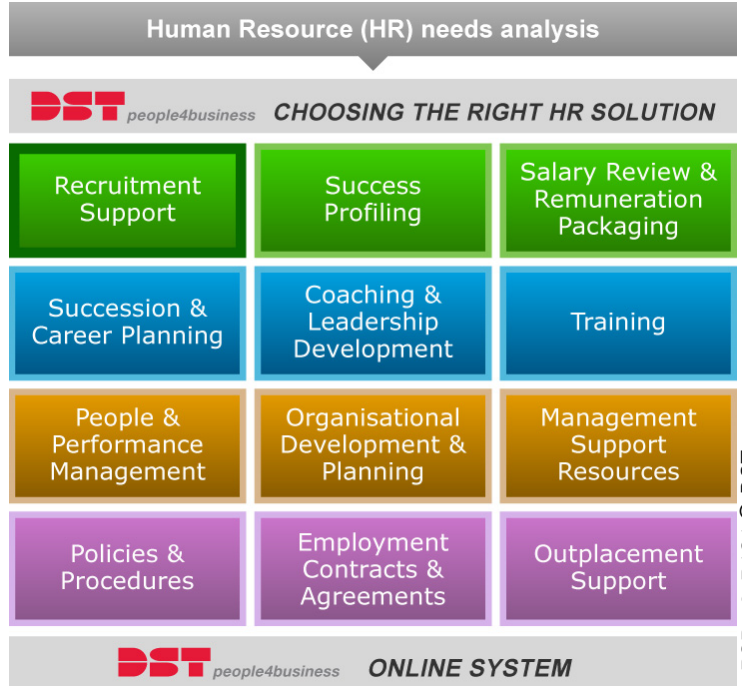 Human Resource (HR) needs analysis
DST people4business CHOOSING THE RIGHT HR SOLUTION
Recruitment
Support
Success
Profiling
Salary Review &
Remuneration
Packaging
Succession &
Career Planning
Coaching &
Leadership
Development
Training
People &
Performance
Management
Organisational
Development &
Planning
Management
Support
Resources
Policies &
Procedures
Employment
Contracts &
Agreements
Outplacement
Support
DST people4business ONLINE SYSTEM